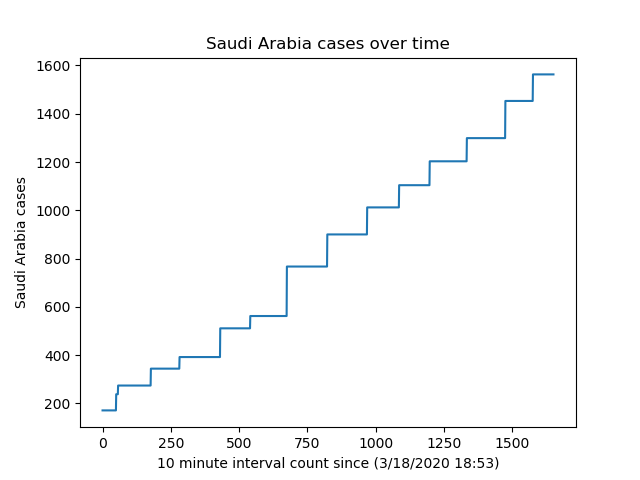 Saudi Arabia cases over time
1600
1400
1200
1000
800
600
400
200
Saudi Arabia cases
0 250 500 750 1000 1250 1500
10 minute interval count since (3/18/2020 18:53)